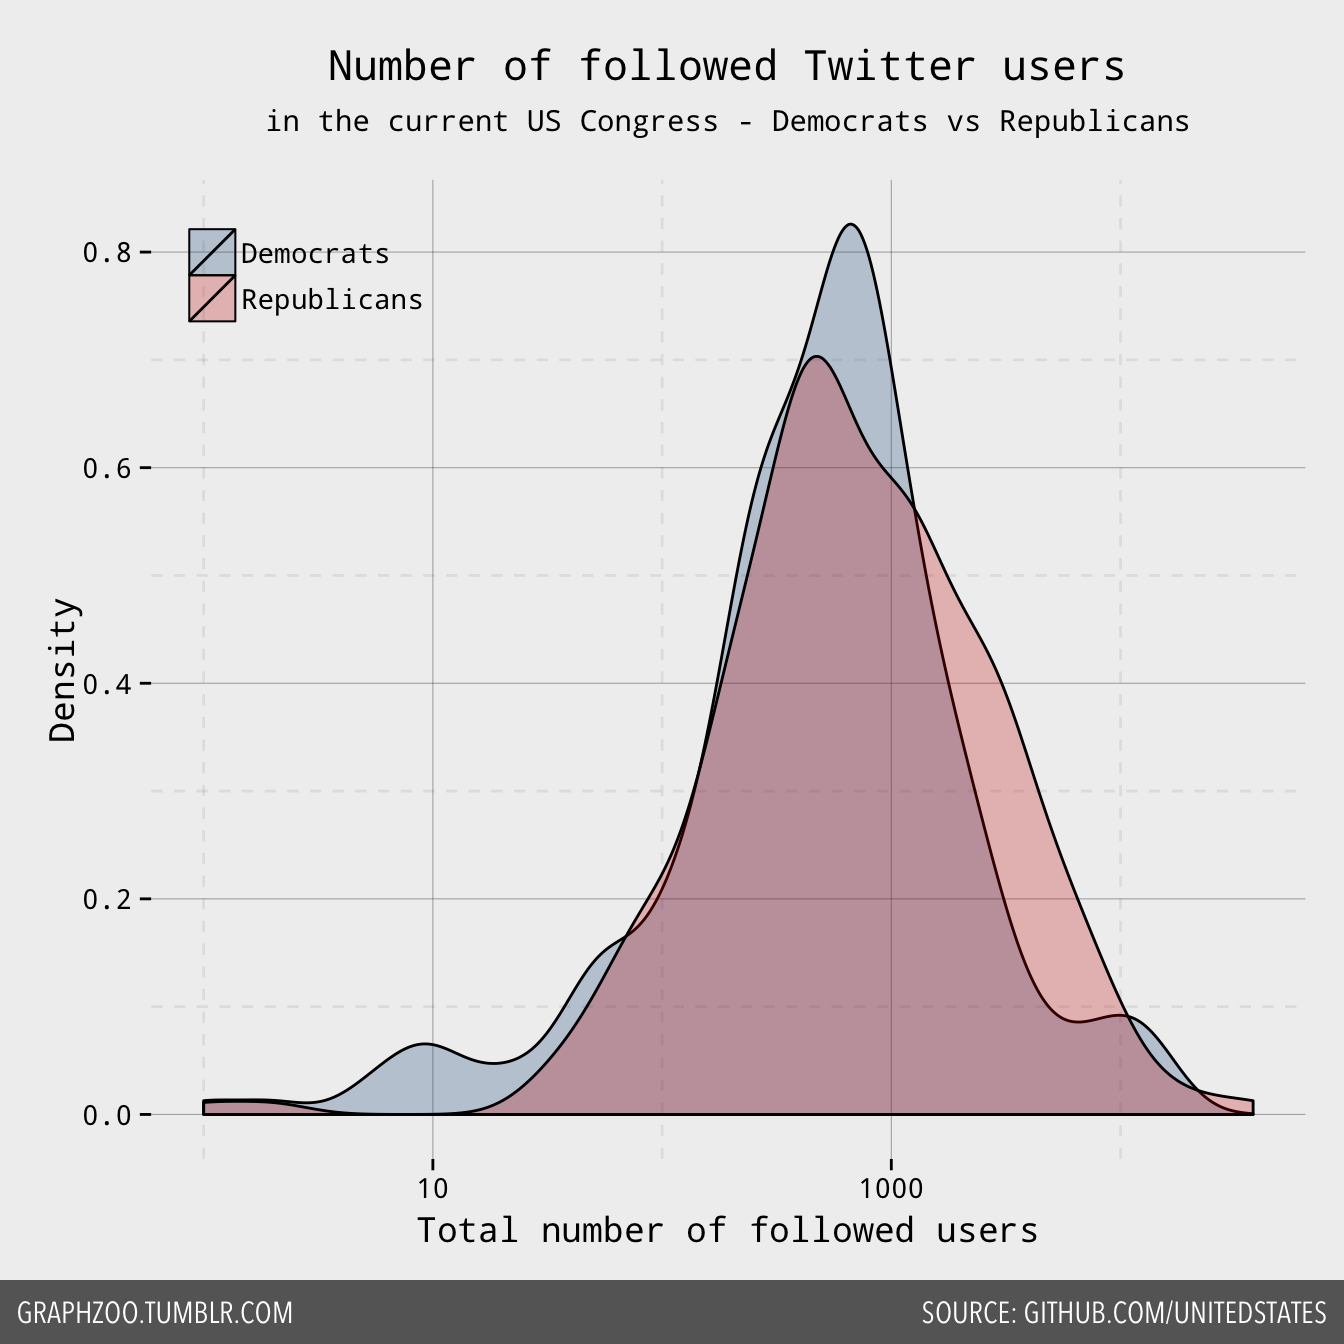 Number of followed Twitter users
in the current US Congress - Democrats vs Republicans
Democrats
Republicans
0.8
0.6
0.4
0.2
0.0
Density
10
1000
Total number of followed users
GRAPHZOO.TUMBLR.COM
SOURCE: GITHUB.COM/UNITEDSTATES